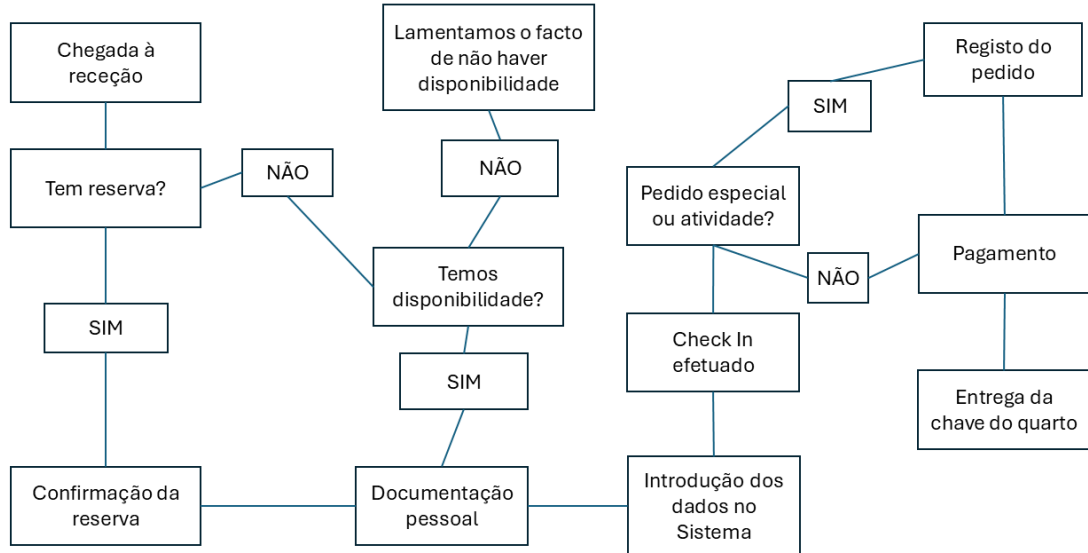 Chegada à
receção
Tem reserva?
NÃO
SIM
Confirmação da
reserva
Lamentamos o facto
de não haver
disponibilidade
NÃO
Temos
disponibilidade?
SIM
Documentação
pessoal
Introdução dos
dados no
Sistema
Check In
efetuado
Pedido especial
ou atividade?
SIM
NÃO
Registo do
pedido
Pagamento
Entrega da
chave do quarto